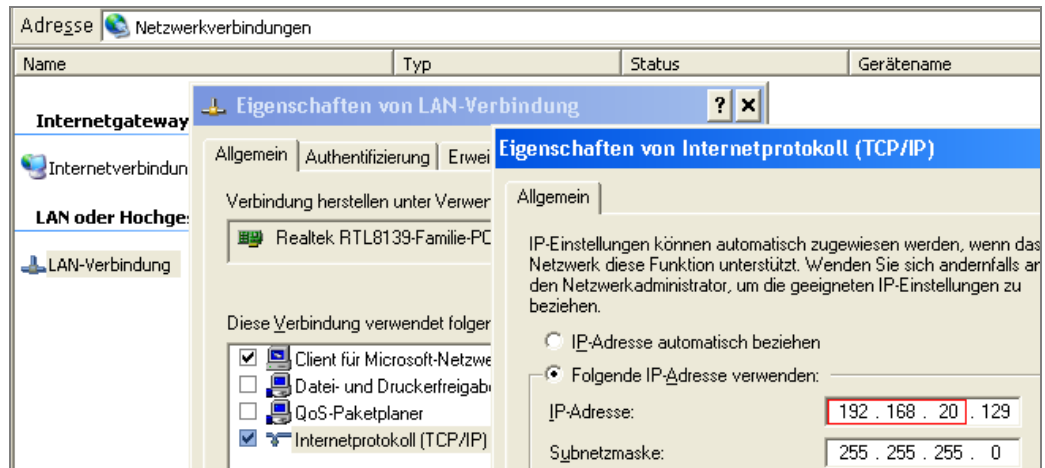 Adresse Netzwerkverbindungen
Name Typ Status Gerätename
Internetgateway
Internetverbindun
LAN oder Hochge
LAN-Verbindung
Eigenschaften von LAN-Verbindung
Allgemein Authentifizierung Erwei
Verbindung herstellen unter Verwer
Realtek RTL8139-Familie-PC
Diese Verbindung verwendet folger
Client für Microsoft-Netzwe
Datei- und Druckerfreigab
QoS-Paketplaner
Internetprotokoll (TCP/IP)
Eigenschaften von Internetprotokoll (TCP/IP)
Allgemein
IP-Einstellungen können automatisch zugewiesen werden, wenn das
Netzwerk diese Funktion unterstützt. Wenden Sie sich andernfalls ar
den Netzwerkadministrator, um die geeigneten IP-Einstellungen zu
beziehen.
IP-Adresse automatisch beziehen
Folgende IP-Adresse verwenden:
IP-Adresse: 192 . 168 . 20 . 129
Subnetzmaske: 255 . 255 . 255 . 0